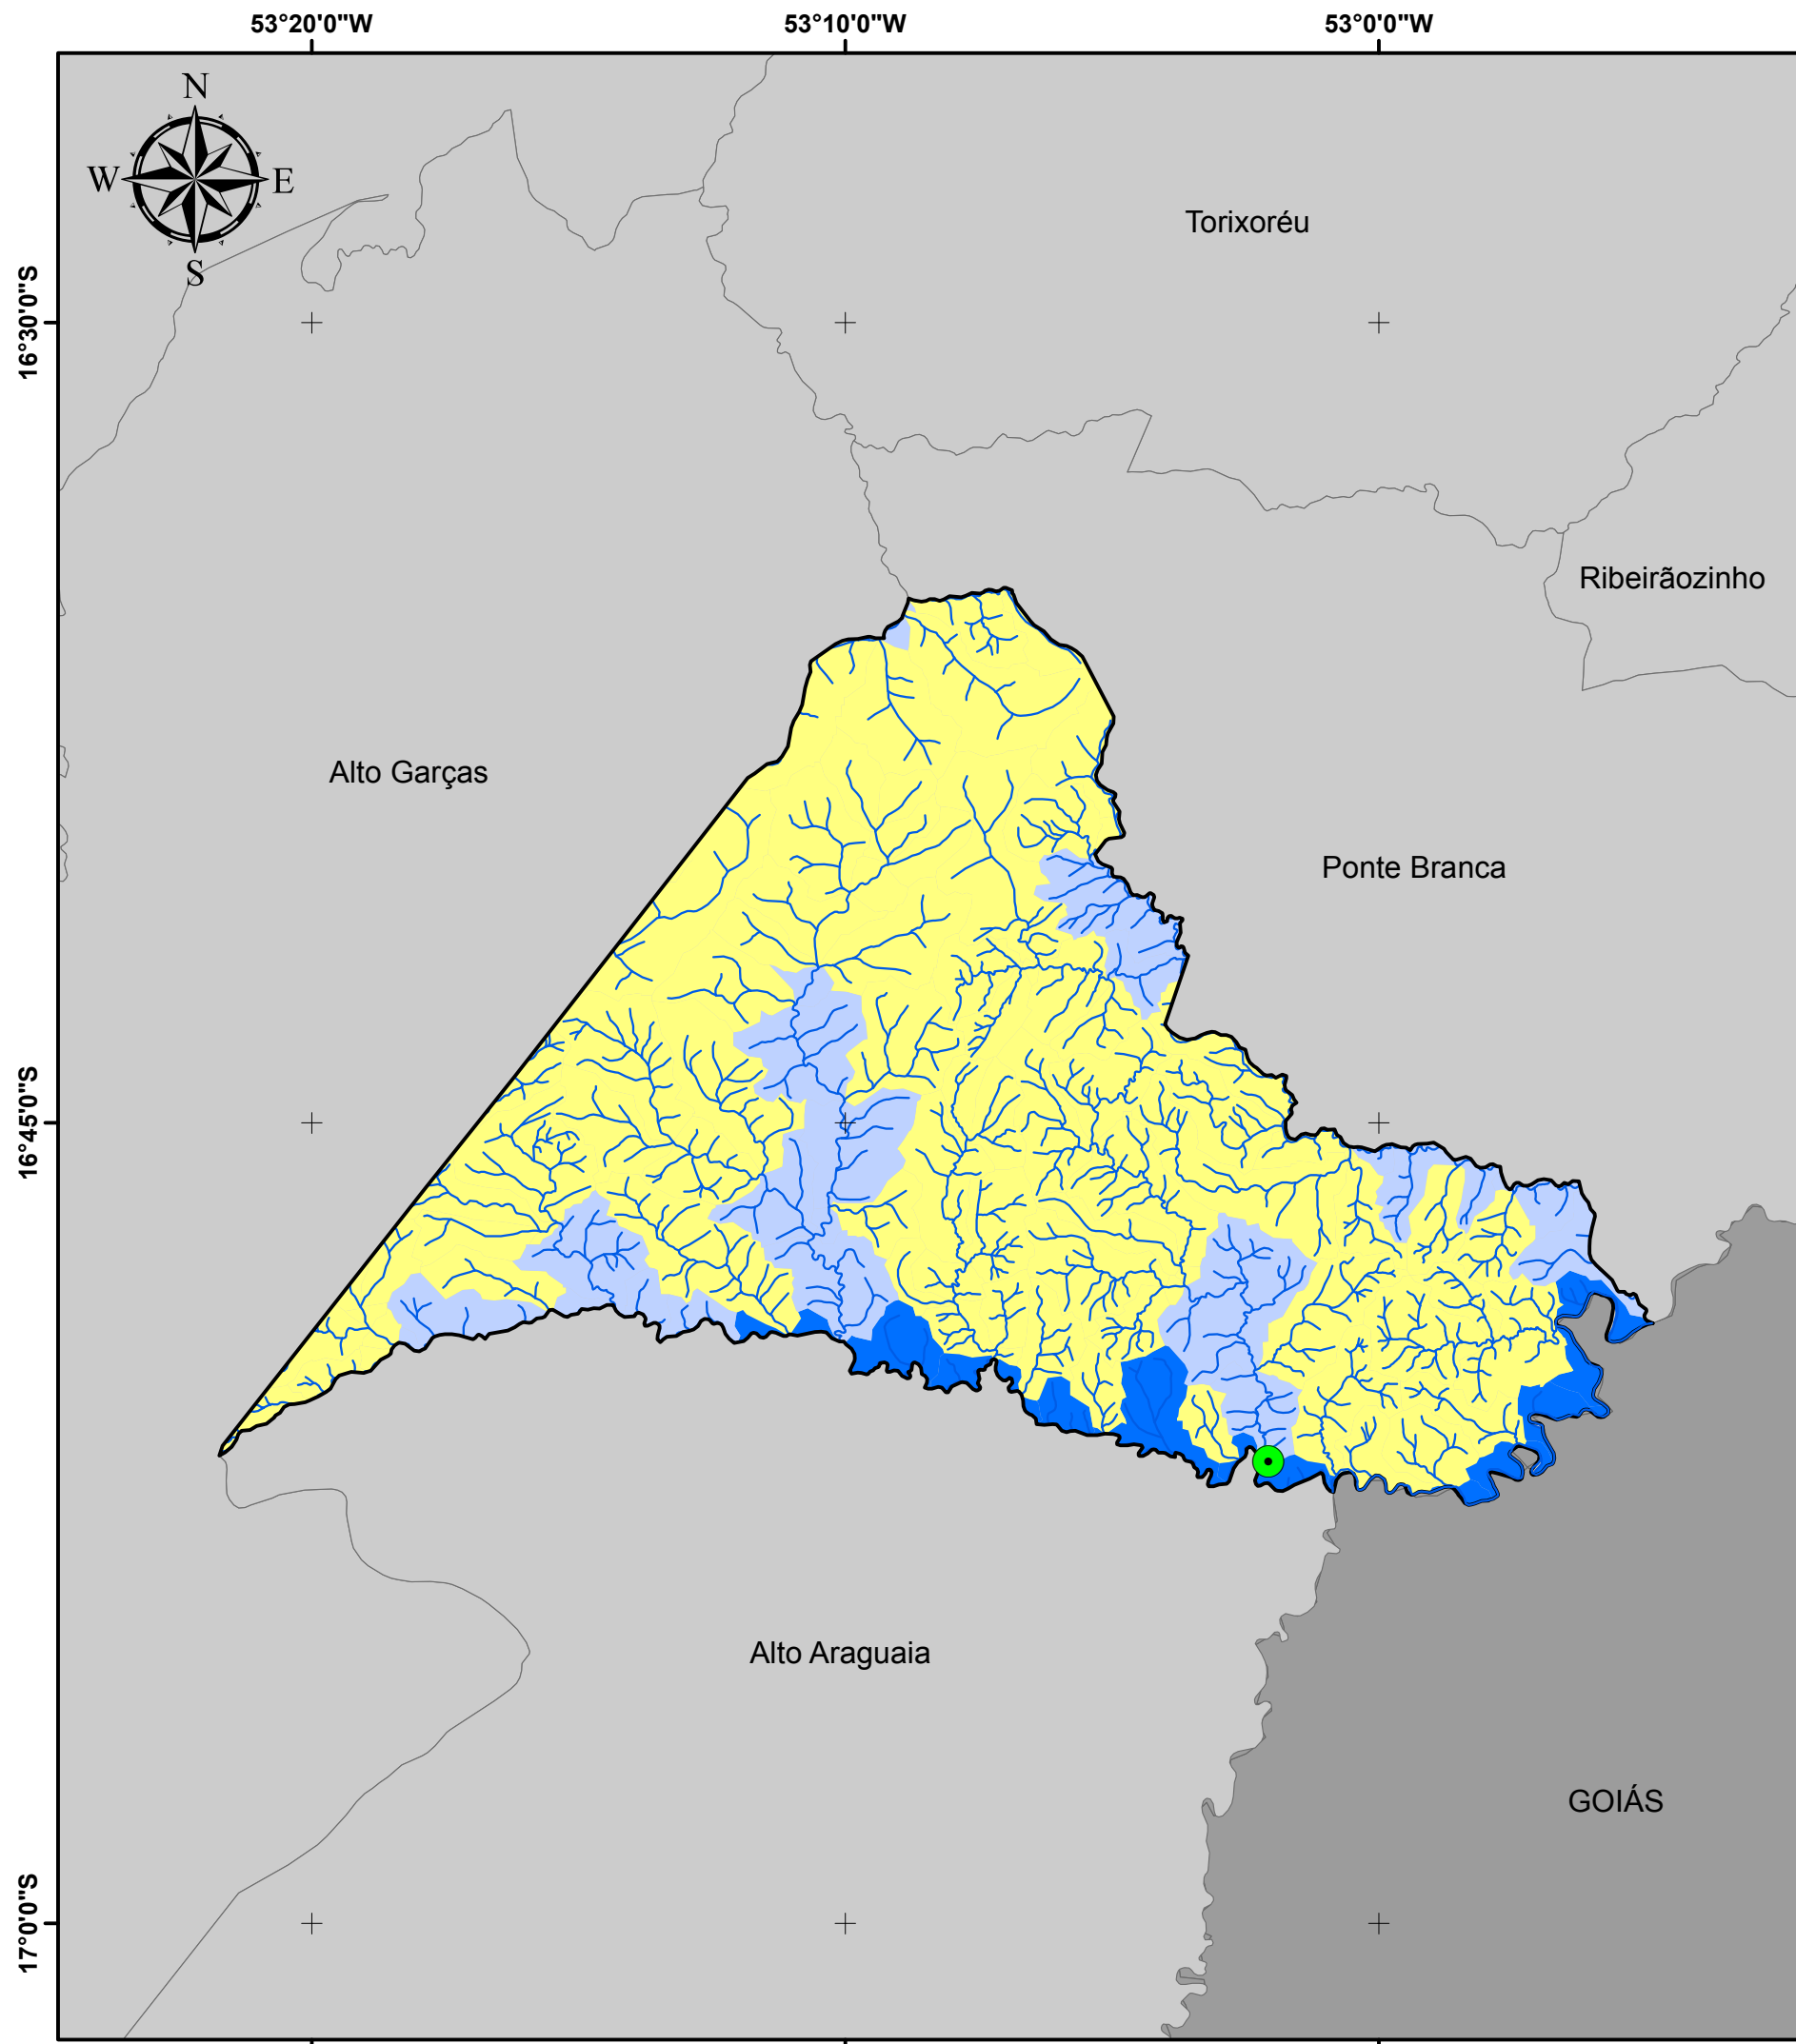 53°20'0"W 53°10'0"W 53°0'0"W
N
W E
S
Torixoréu
16°30'0"S
Ribeirãozinho
Alto Garças
Ponte Branca
16°45'0"S
Alto Araguaia
GOIÁS
17°0'0"S